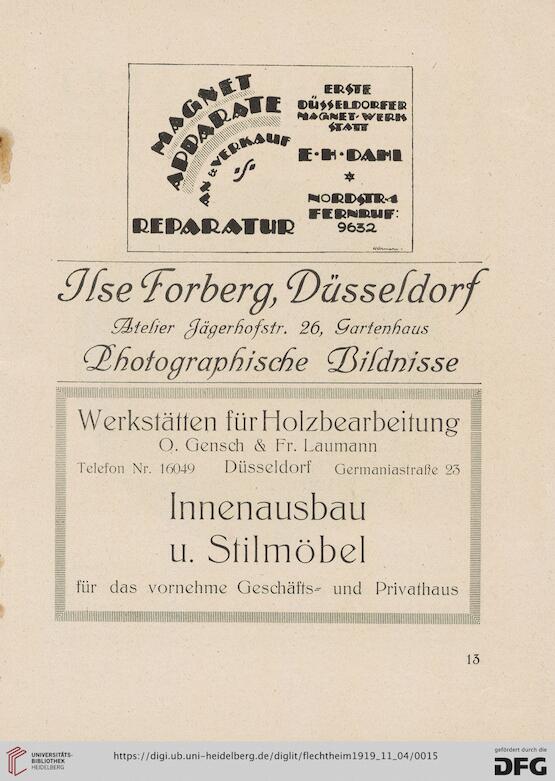 MAGNET
APPARATE
AN = VERKAUF
REPARATUR
ERSTE
DÜSSELDORFER
MAGNET-WERK
STATT
E·H·DAHL
NORDSTR·1
FERNRUF:
9632
Ilse Forberg, Düsseldorf
Atelier Jägerhofstr. 26, Gartenhaus
Photographische Bildnisse
Werkstätten für Holzbearbeitung
O. Gensch & Fr. Laumann
Telefon Nr. 16049 Düsseldorf Germaniastraße 23
Innenausbau
u. Stilmöbel
für das vornehme Geschäfts- und Privathaus
13
UNIVERSITÄTS-
BIBLIOTHEK
HEIDELBERG
https://digi.ub.uni-heidelberg.de/diglit/flechtheim1919_11_04/0015
gefördert durch die
DFG